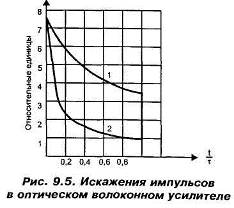 8
7
6
5
4
3
2
1
Относительные единицы
1
2
0,2 0,4 0,6 0,8
t
τ
Рис. 9.5. Искажения импульсов
в оптическом волоконном усилителе